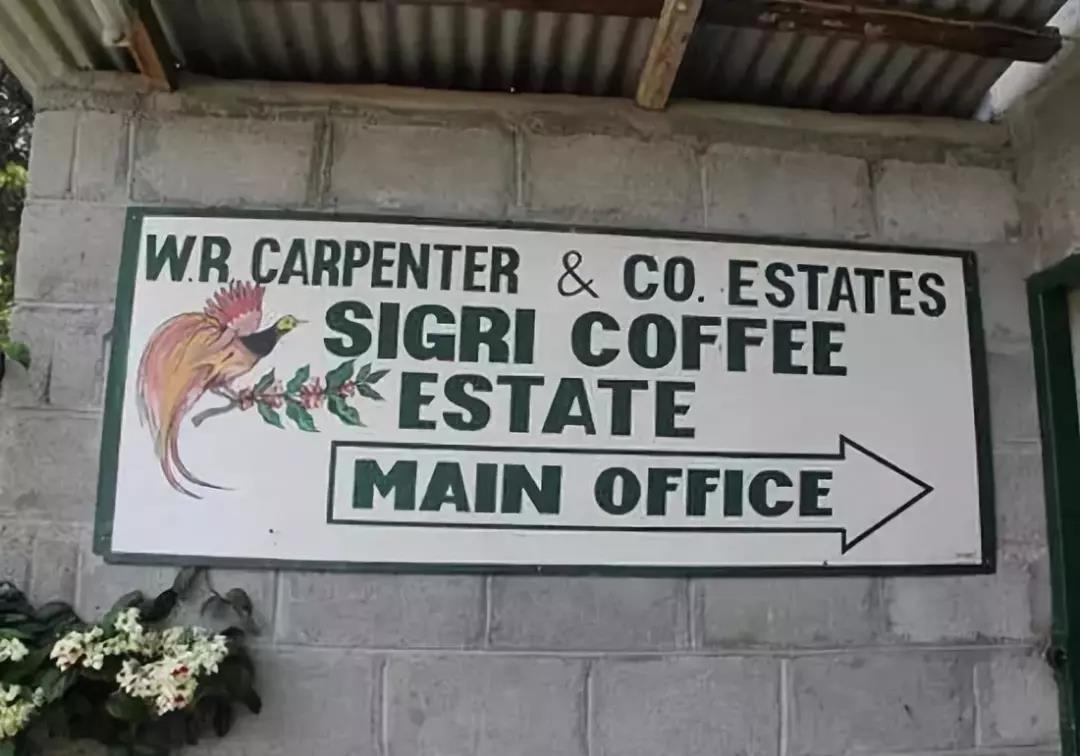 W.R. CARPENTER & CO. ESTATES
SIGRI COFFEE
ESTATE
MAIN OFFICE